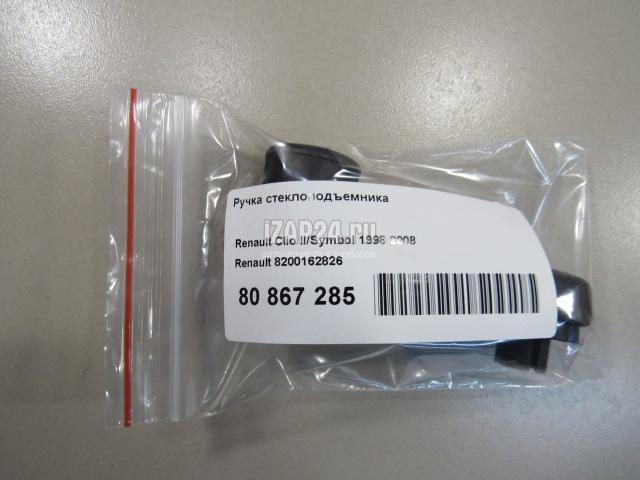 Ручка стеклоподъемника
iZAP24.ru
Renault Clio II/Symbol 1998-2008
Renault 8200162826
80 867 285